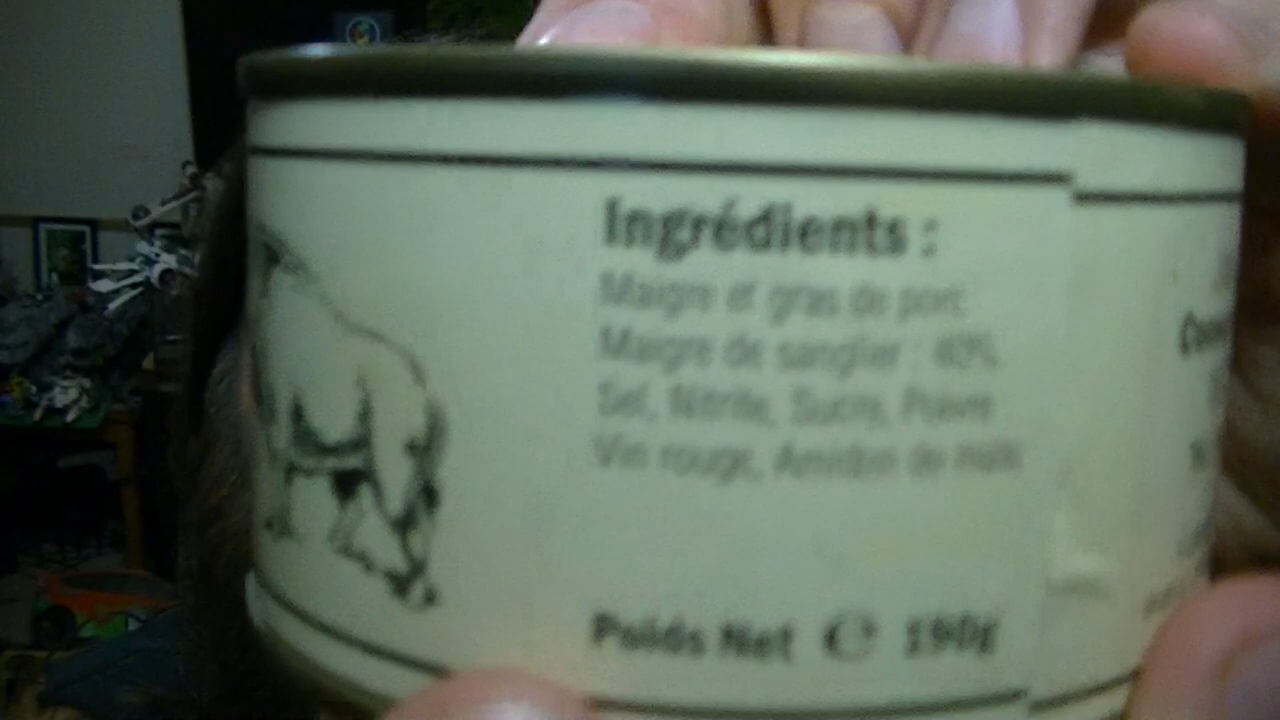 Ingrédients :
Maigre et gras de porc
Maigre de sanglier : 40%
Sel, Nitrite, Sucre, Poivre
Vin rouge, Amidon de maïs
Poids Net ℮ 190g